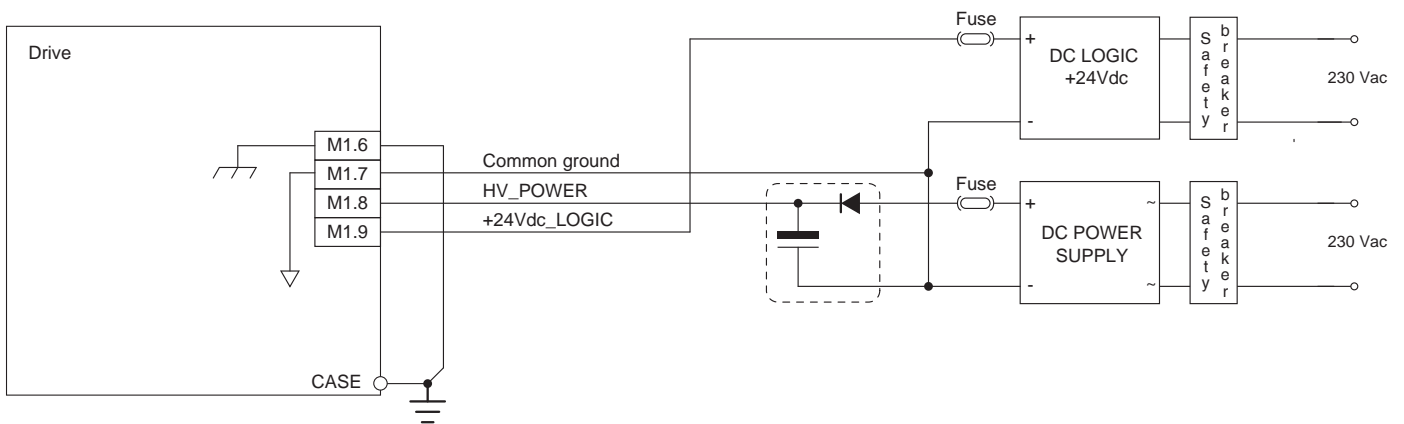 Drive
M1.6
M1.7
M1.8
M1.9
CASE
Common ground
HV_POWER
+24Vdc_LOGIC
Fuse
+
-
DC LOGIC
+24Vdc
Safety
breaker
230 Vac
Fuse
+
-
~
~
DC POWER
SUPPLY
Safety
breaker
230 Vac